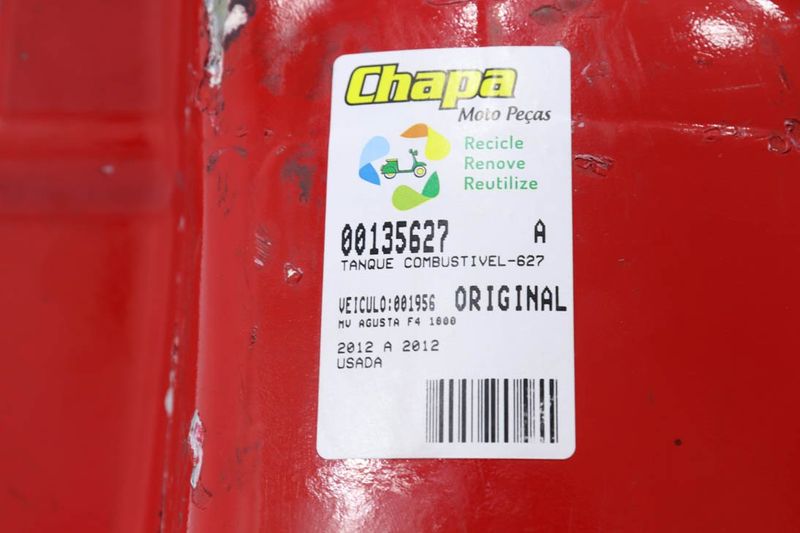 Chapa
Moto Peças
Recicle
Renove
Reutilize
00135627 A
TANQUE COMBUSTIVEL-627
VEICULO:001956 ORIGINAL
MV AGUSTA F4 1000
2012 A 2012
USADA